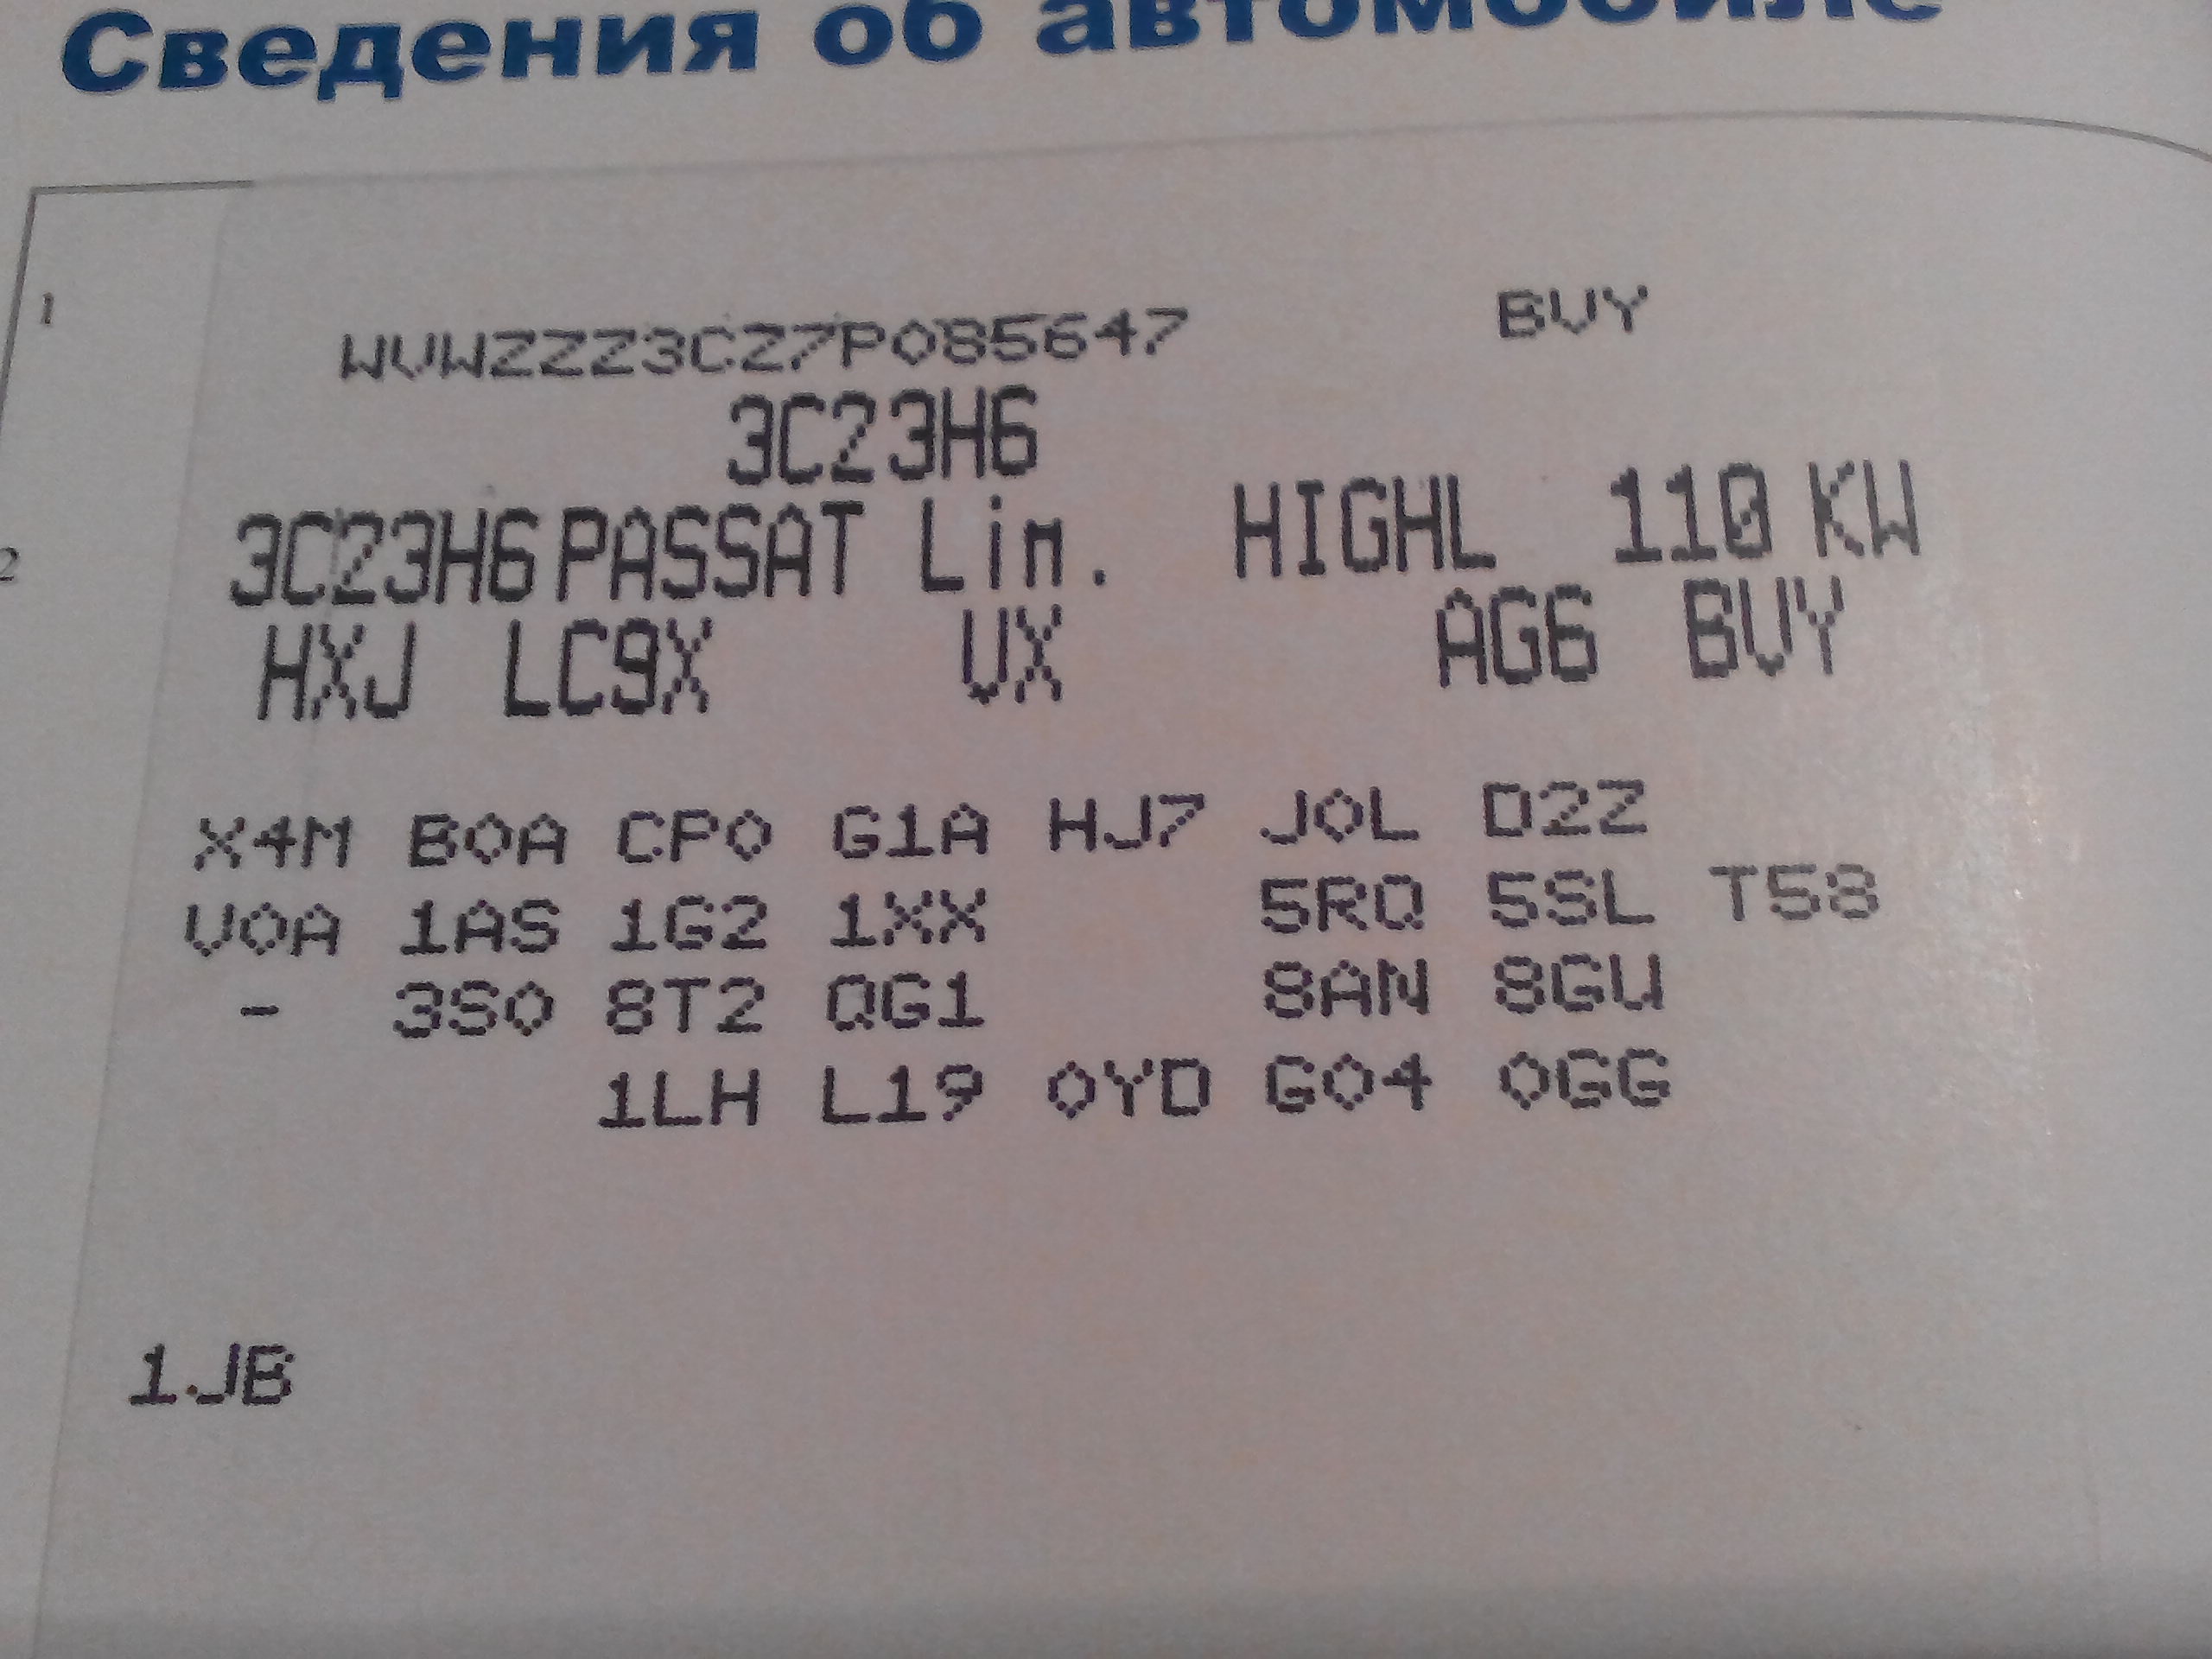 Сведения об автомобиле
1
WVWZZZ3CZ7P085647 BVY
3C23H6
2
3C23H6 PASSAT Lim. HIGHL 110 KW
HXJ LC9X VX AG6 BVY
X4M B0A CP0 G1A HJ7 J0L D2Z
V0A 1AS 1G2 1XX 5RQ 5SL T58
- 3S0 8T2 QG1 8AN 8GU
1LH L19 0YD G04 0GG
1JB